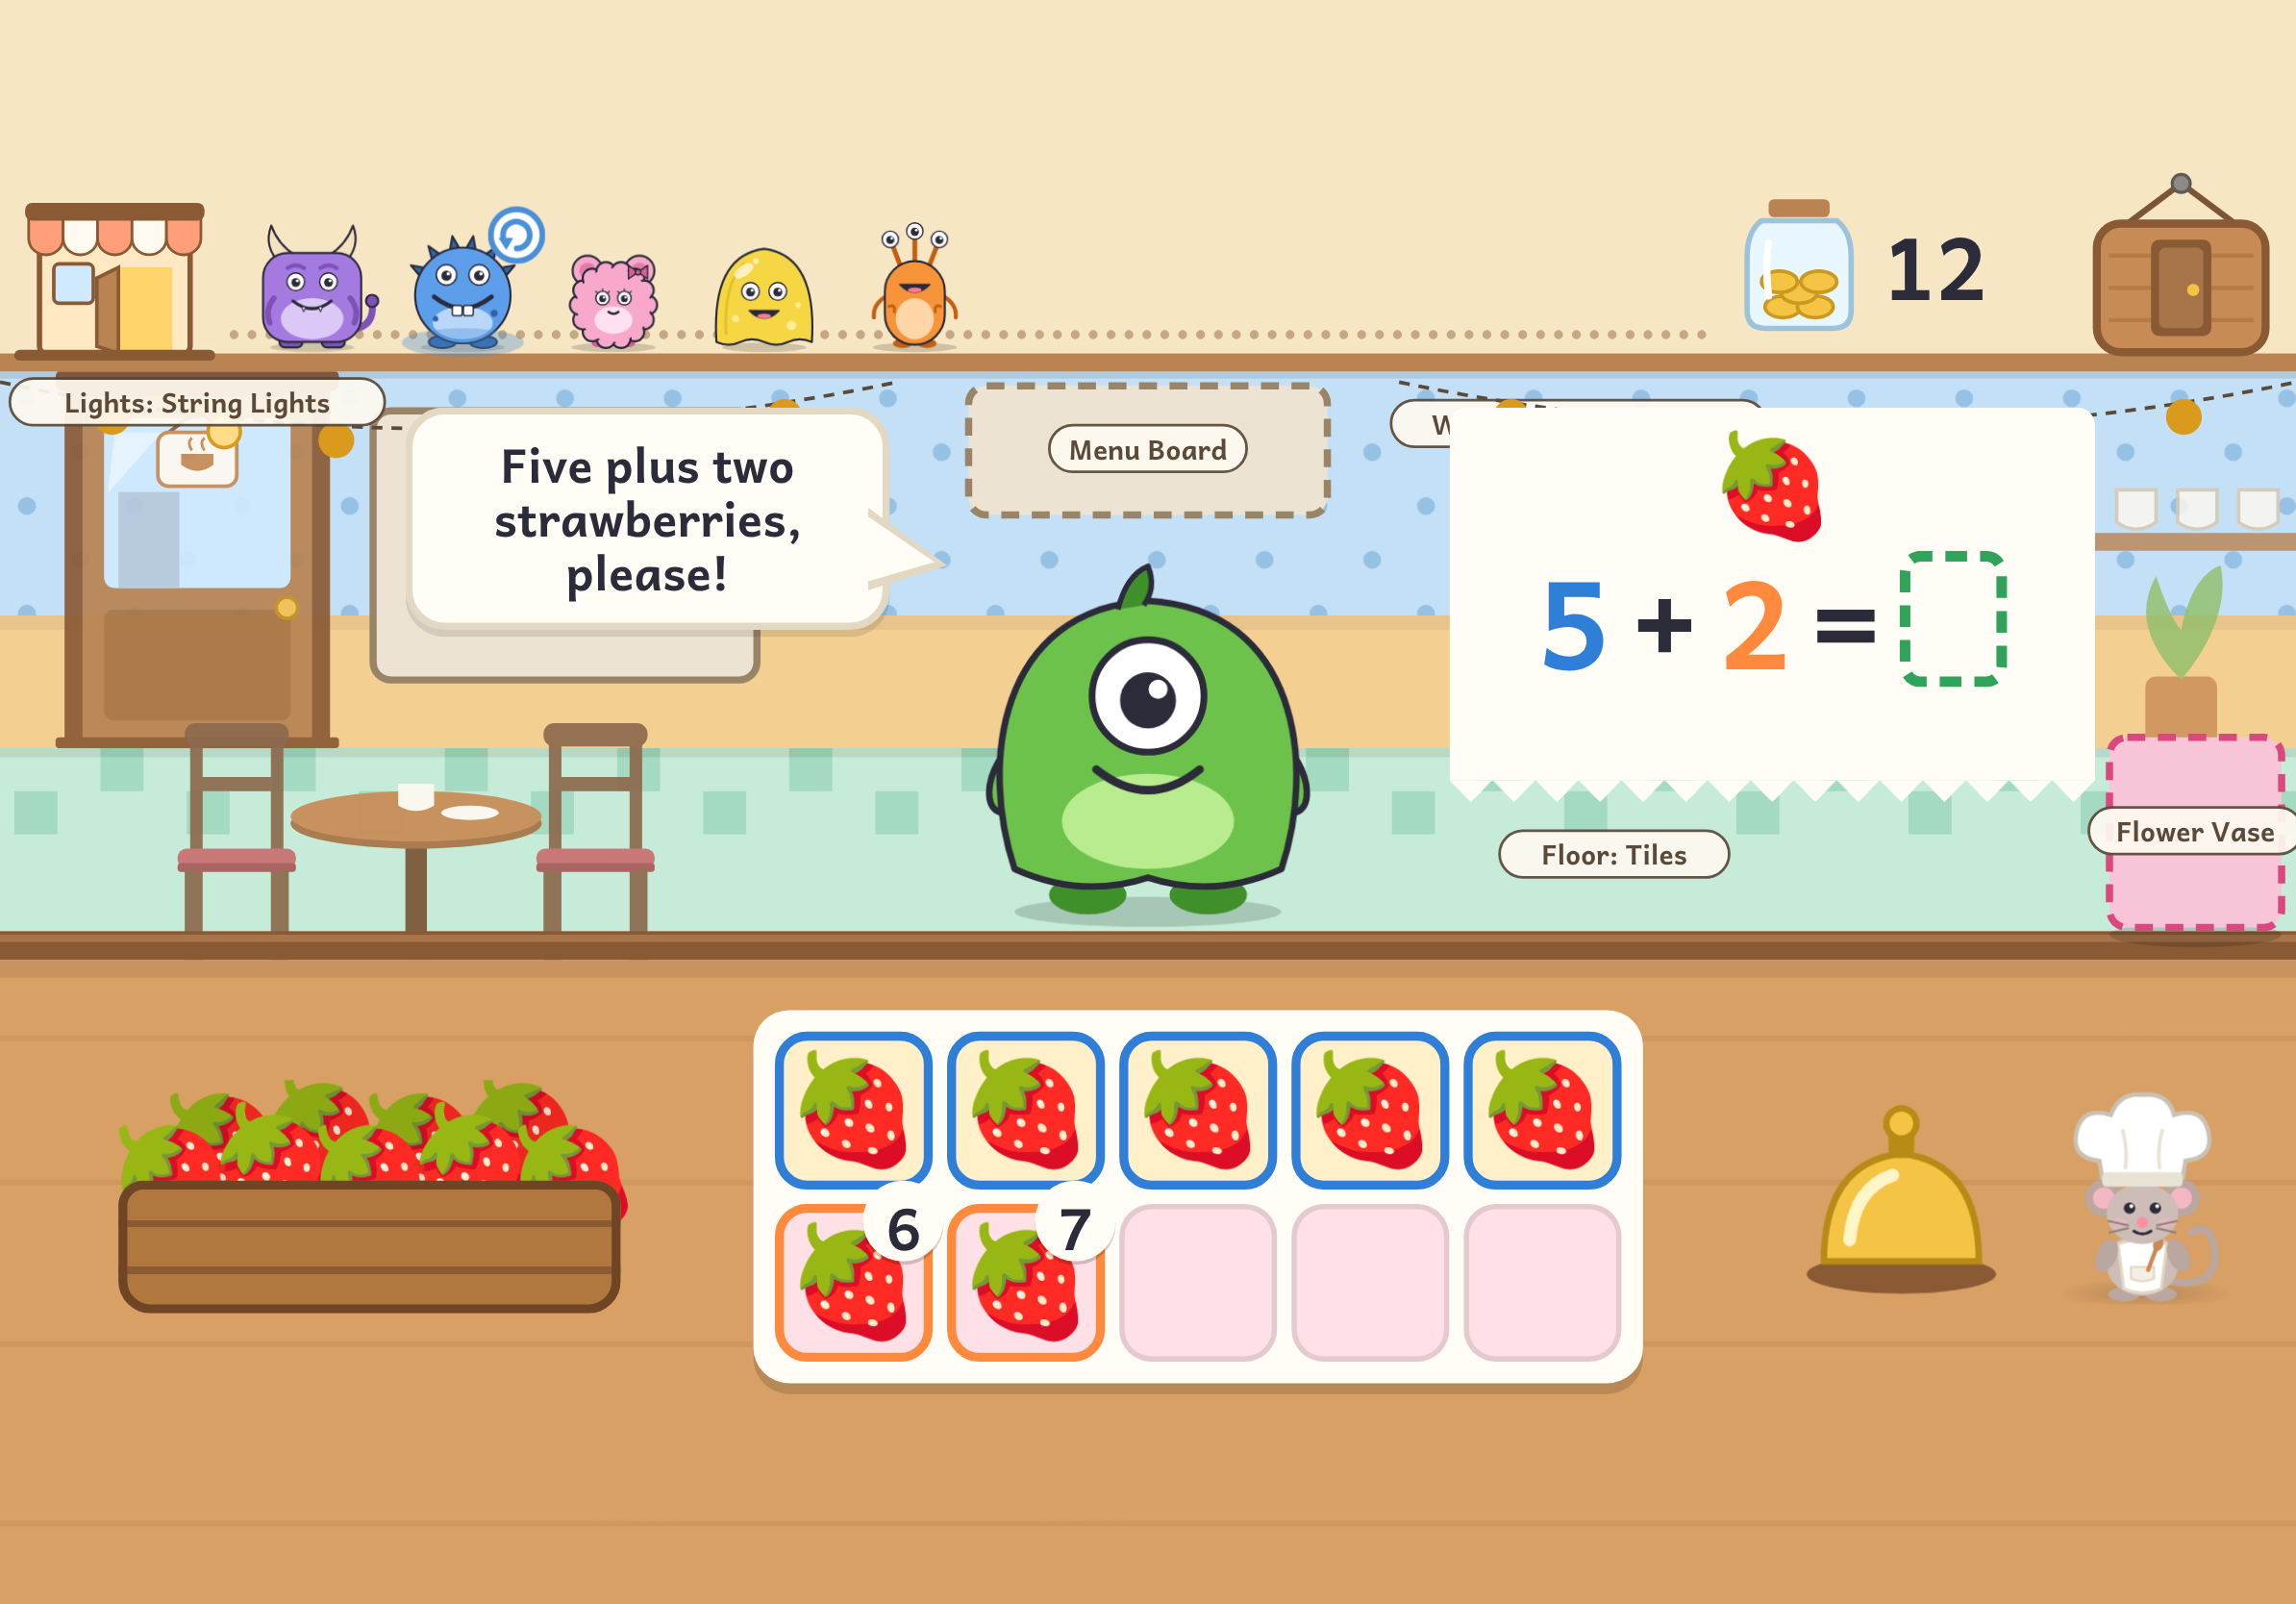 12
Lights: String Lights
Five plus two
strawberries,
please!
Menu Board
5 + 2 =
Floor: Tiles
Flower Vase
6
7